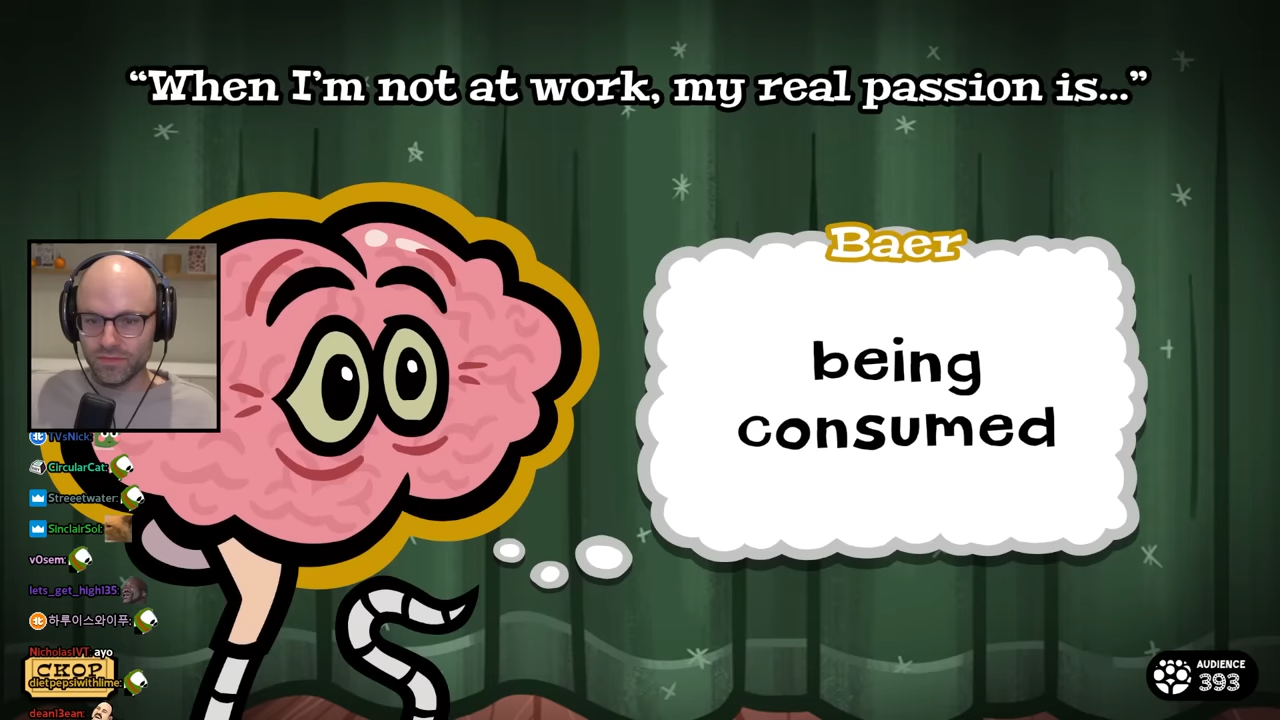 “When I’m not at work, my real passion is...”
Baer
being
consumed
TVsNick:
CircularCat:
Streeetwater:
SinclairSol:
v0sem:
lets_get_high135:
하루이스와이푸:
NicholasIVT: ayo
CKOP
dietpepsiwithlime:
dean13ean:
AUDIENCE
393